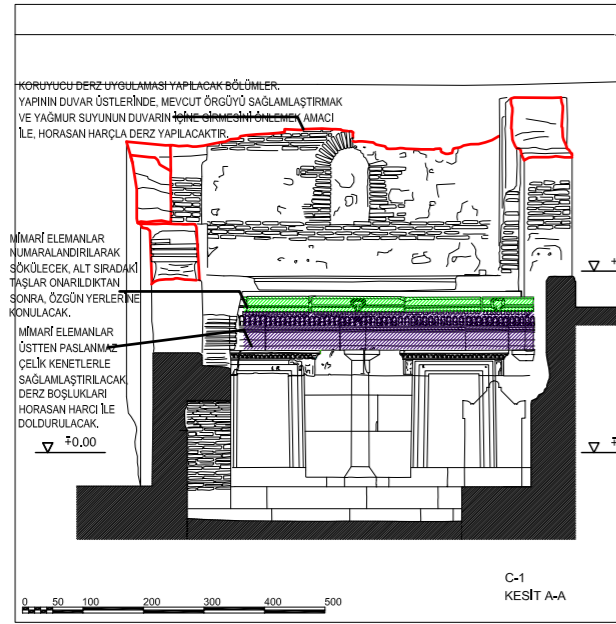 KORUYUCU DERZ UYGULAMASI YAPILACAK BÖLÜMLER.
YAPININ DUVAR ÜSTLERİNDE, MEVCUT ÖRGÜYÜ SAĞLAMLAŞTIRMAK
VE YAĞMUR SUYUNUN DUVARIN İÇİNE GİRMESİNİ ÖNLEMEK AMACI
İLE, HORASAN HARÇLA DERZ YAPILACAKTIR.
MİMARİ ELEMANLAR
NUMARALANDIRILARAK
SÖKÜLECEK, ALT SIRADAKİ
TAŞLAR ONARILDIKTAN
SONRA, ÖZGÜN YERLERİNE
KONULACAK.
MİMARİ ELEMANLAR
ÜSTTEN PASLANMAZ
ÇELİK KENETLERLE
SAĞLAMLAŞTIRILACAK,
DERZ BOŞLUKLARI
HORASAN HARCI İLE
DOLDURULACAK.
∓0.00
0 50 100 200 300 400 500
C-1
KESİT A-A